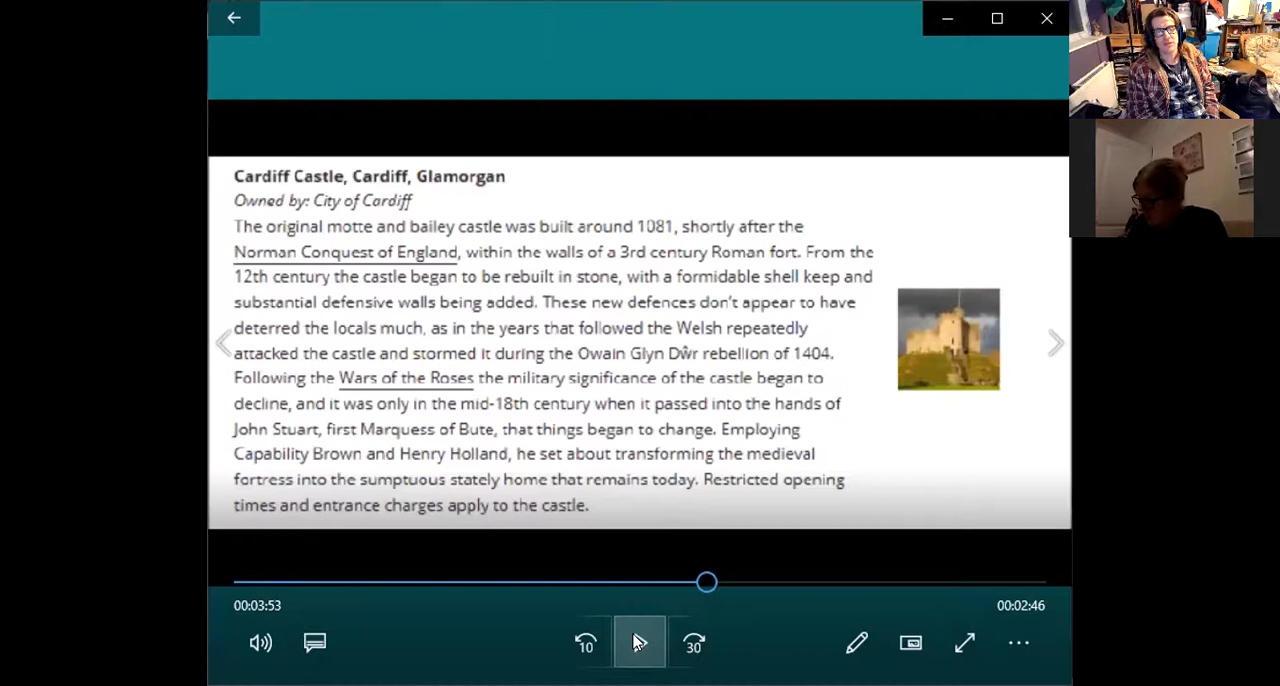 Cardiff Castle, Cardiff, Glamorgan
Owned by: City of Cardiff
The original motte and bailey castle was built around 1081, shortly after the
Norman Conquest of England, within the walls of a 3rd century Roman fort. From the
12th century the castle began to be rebuilt in stone, with a formidable shell keep and
substantial defensive walls being added. These new defences don't appear to have
deterred the locals much, as in the years that followed the Welsh repeatedly
attacked the castle and stormed it during the Owain Glyn Dŵr rebellion of 1404.
Following the Wars of the Roses the military significance of the castle began to
decline, and it was only in the mid-18th century when it passed into the hands of
John Stuart, first Marquess of Bute, that things began to change. Employing
Capability Brown and Henry Holland, he set about transforming the medieval
fortress into the sumptuous stately home that remains today. Restricted opening
times and entrance charges apply to the castle.
00:03:53 00:02:46
10 30